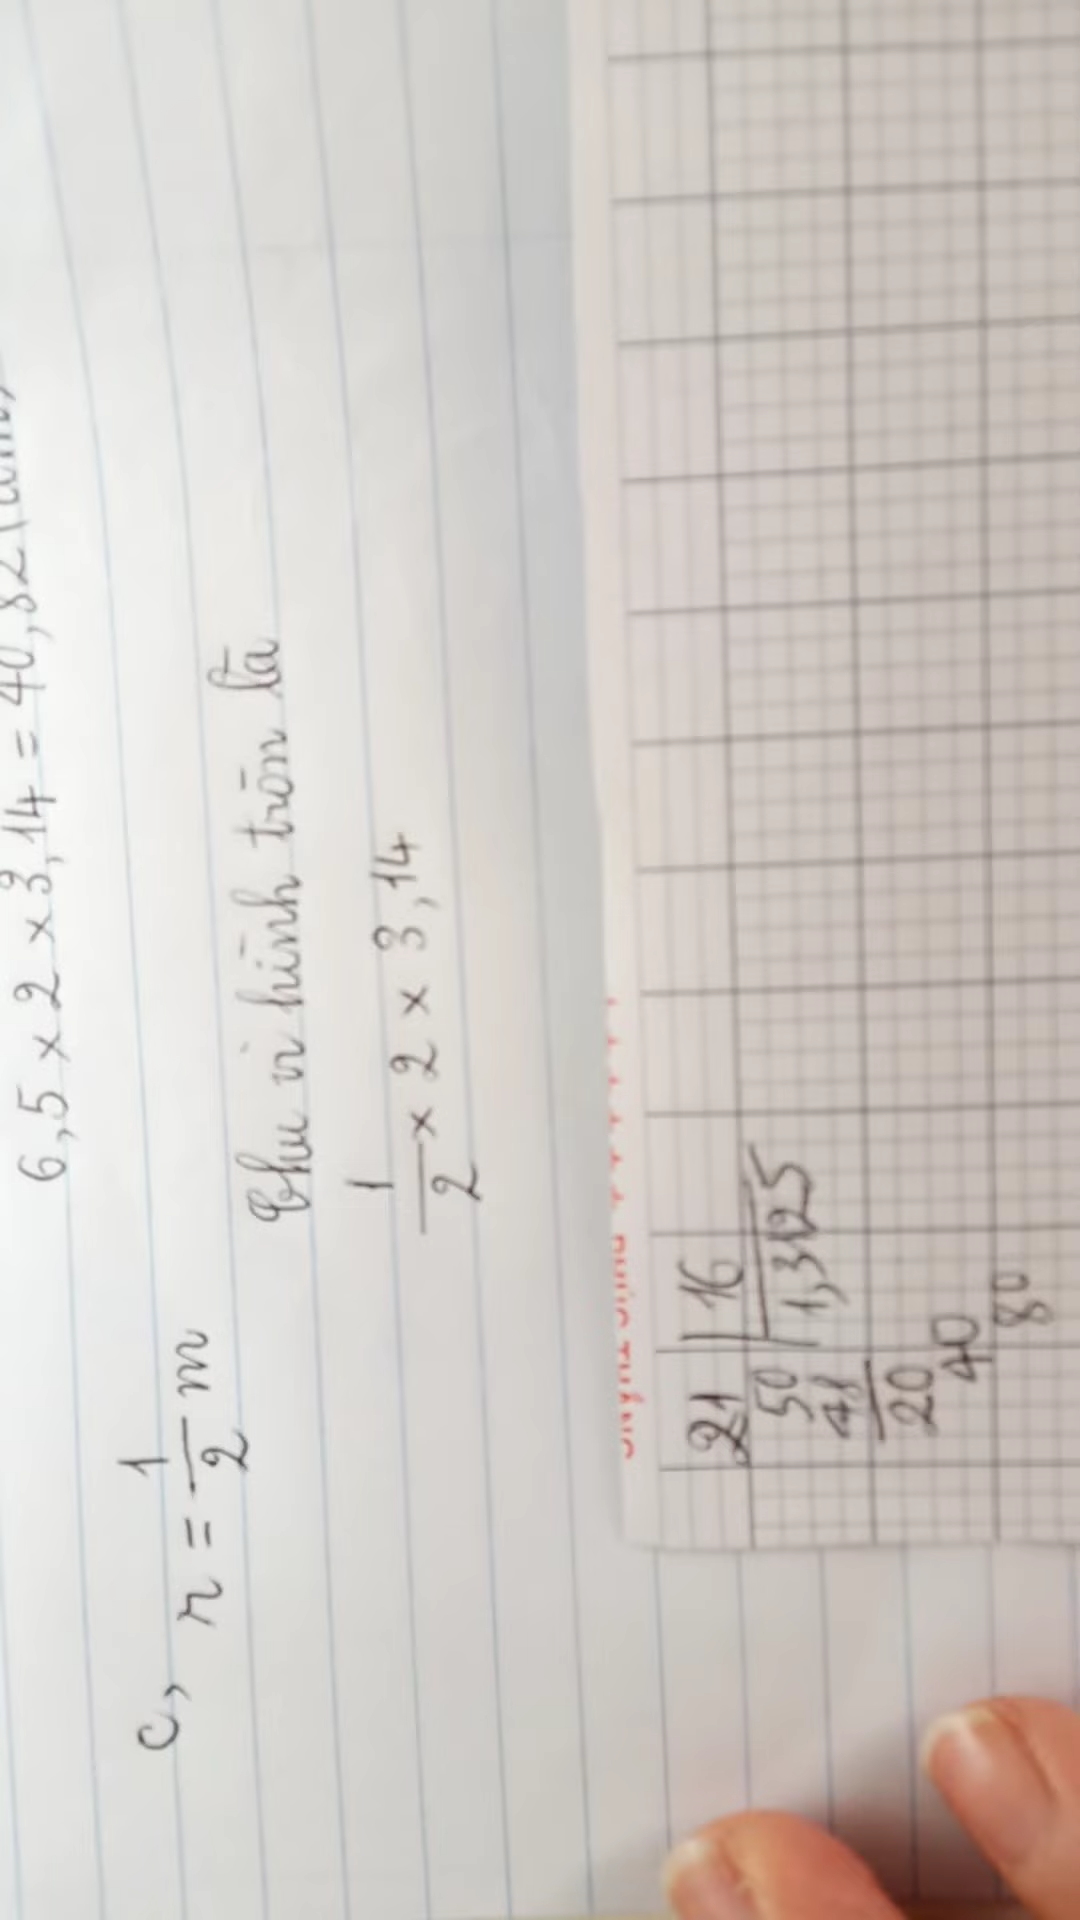 6,5 x 2 x 3,14 = 40,82
c, r = 1/2 m
Chu vi hình tròn là
1/2 x 2 x 3,14
21 | 16
50 | 1,3125
48
20
40
80